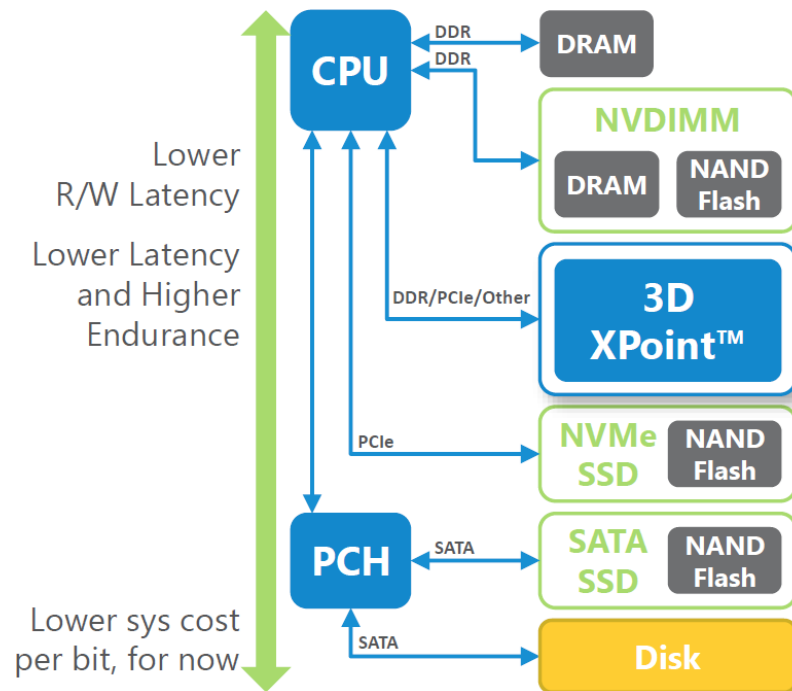 CPU
DDR
DDR
DRAM
NVDIMM
DRAM
NAND
Flash
Lower
R/W Latency
Lower Latency
and Higher
Endurance
DDR/PCIe/Other
3D
XPoint™
PCIe
NVMe
SSD
NAND
Flash
PCH
SATA
SATA
SSD
NAND
Flash
Lower sys cost
per bit, for now
SATA
Disk